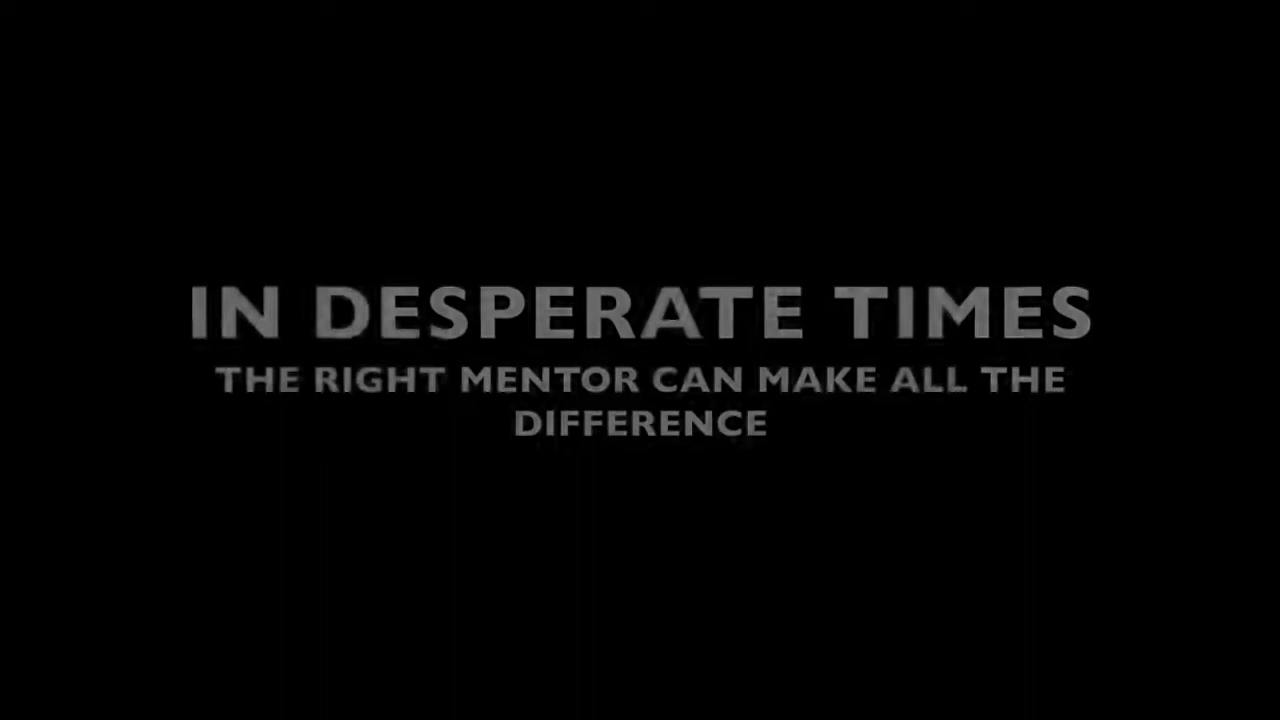 IN DESPERATE TIMES
THE RIGHT MENTOR CAN MAKE ALL THE
DIFFERENCE